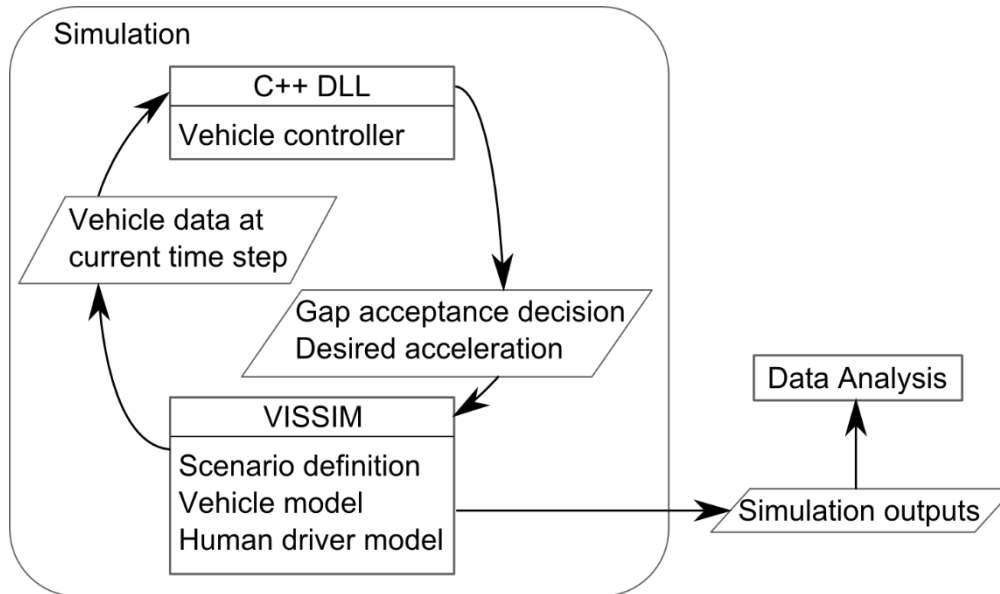 Simulation
C++ DLL
Vehicle controller
Vehicle data at
current time step
Gap acceptance decision
Desired acceleration
VISSIM
Scenario definition
Vehicle model
Human driver model
Data Analysis
Simulation outputs